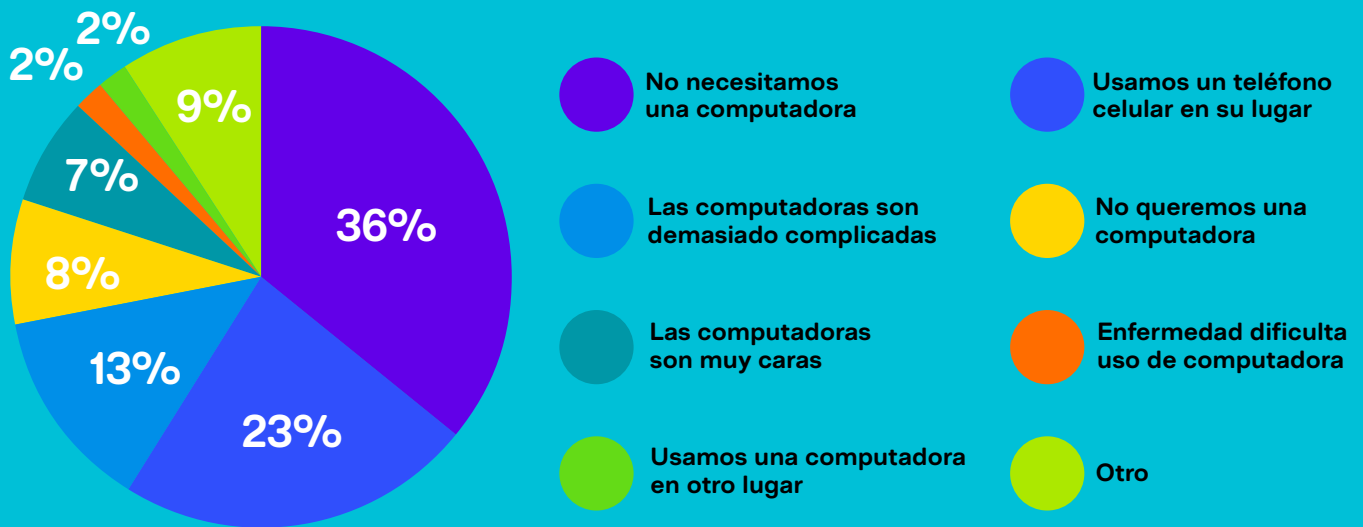 2%
2%
9%
7%
36%
8%
13%
23%
No necesitamos
una computadora
Usamos un teléfono
celular en su lugar
Las computadoras son
demasiado complicadas
No queremos una
computadora
Las computadoras
son muy caras
Enfermedad dificulta
uso de computadora
Usamos una computadora
en otro lugar
Otro